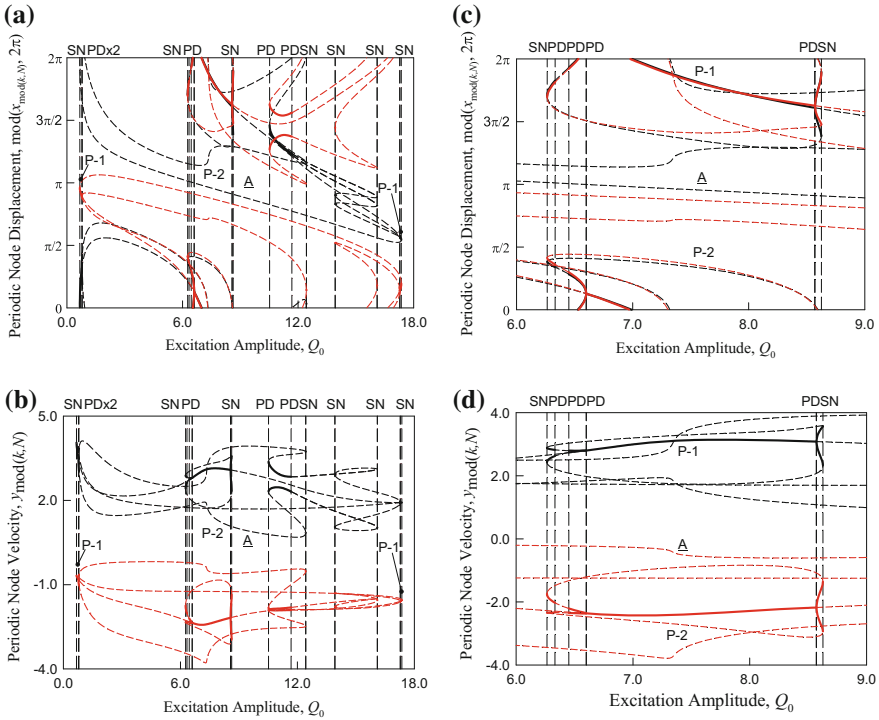 (a)
SN PDx2 SN PD SN PD PDSN SN SN SN
2π
3π/2
π
π/2
0
P-1
P-2
A
P-1
0.0 6.0 12.0 18.0
Periodic Node Displacement, mod(x_mod(k,N), 2π)
Excitation Amplitude, Q_0
(c)
SNPDPDPD PDSN
2π
3π/2
π
π/2
0
P-1
A
P-2
6.0 7.0 8.0 9.0
Periodic Node Displacement, mod(x_mod(k,N), 2π)
Excitation Amplitude, Q_0
(b)
SN PDx2 SN PD SN PD PDSN SN SN SN
5.0
2.0
-1.0
-4.0
P-2
A
P-1
P-1
0.0 6.0 12.0 18.0
Periodic Node Velocity, y_mod(k,N)
Excitation Amplitude, Q_0
(d)
SNPDPDPD PDSN
4.0
2.0
0.0
-2.0
-4.0
P-1
A
P-2
6.0 7.0 8.0 9.0
Periodic Node Velocity, y_mod(k,N)
Excitation Amplitude, Q_0